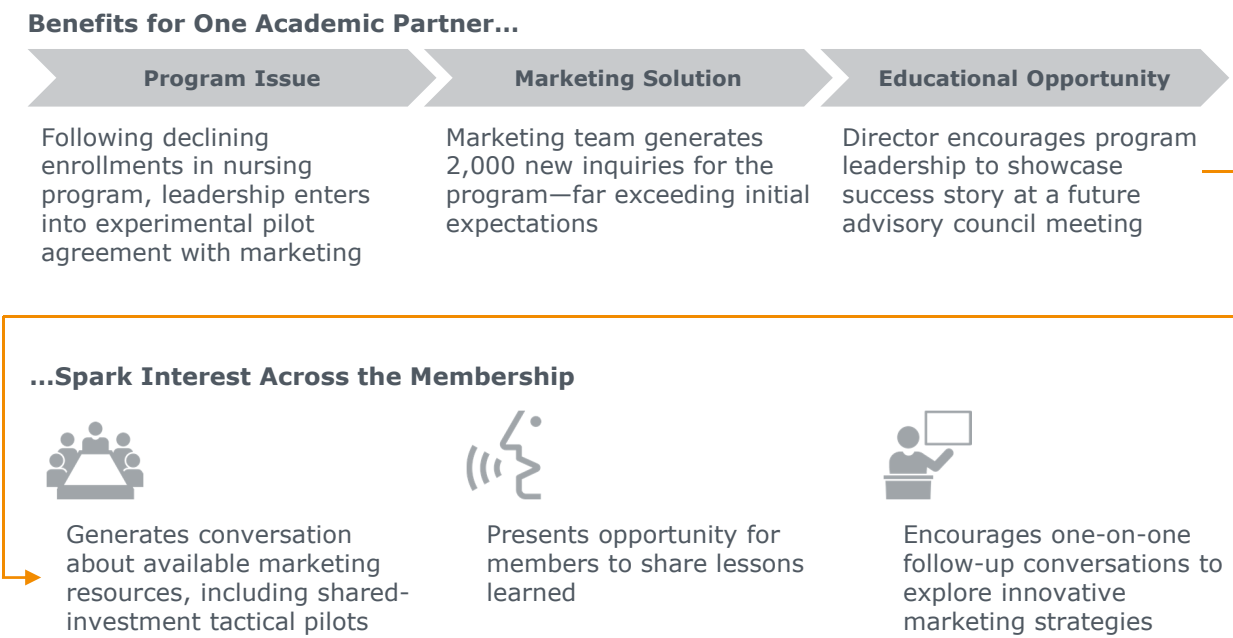 Benefits for One Academic Partner…
Program Issue
Marketing Solution
Educational Opportunity
Following declining
enrollments in nursing
program, leadership enters
into experimental pilot
agreement with marketing
Marketing team generates
2,000 new inquiries for the
program—far exceeding initial
expectations
Director encourages program
leadership to showcase
success story at a future
advisory council meeting
…Spark Interest Across the Membership
Generates conversation
about available marketing
resources, including shared-
investment tactical pilots
Presents opportunity for
members to share lessons
learned
Encourages one-on-one
follow-up conversations to
explore innovative
marketing strategies